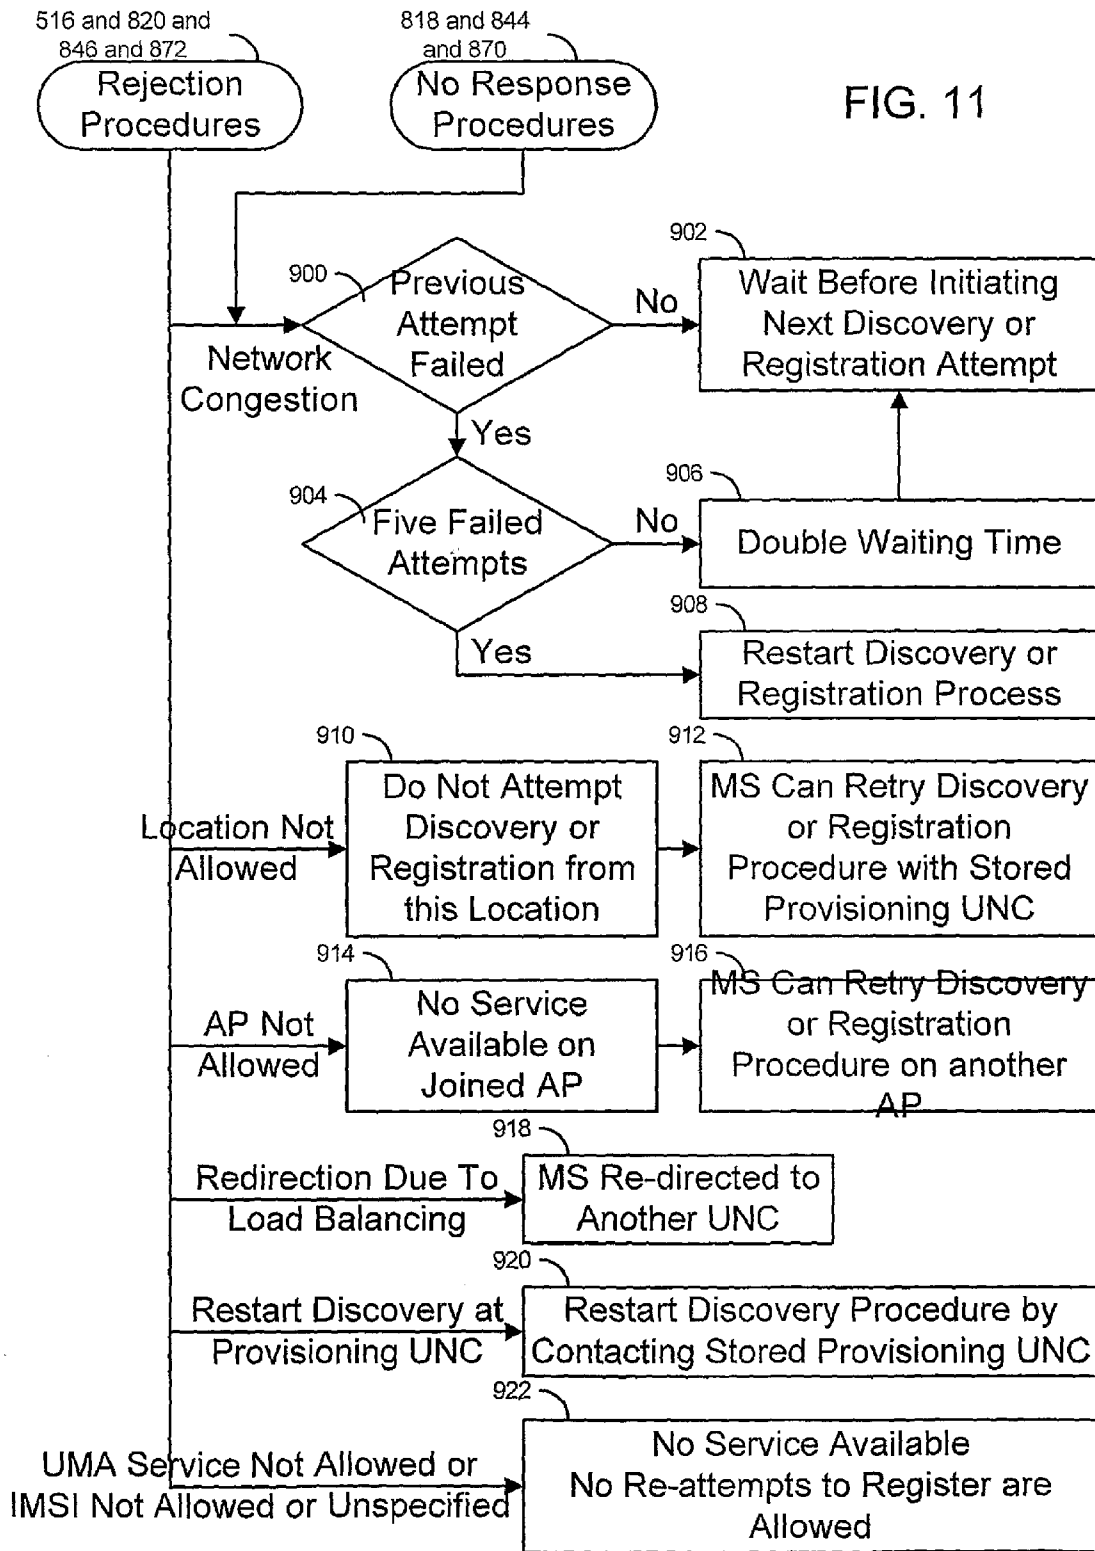 516 and 820 and
846 and 872
Rejection
Procedures
818 and 844
and 870
No Response
Procedures
FIG. 11
900
Previous
Attempt
Failed
No
902
Wait Before Initiating
Next Discovery or
Registration Attempt
Network
Congestion
Yes
904
Five Failed
Attempts
No
906
Double Waiting Time
Yes
908
Restart Discovery or
Registration Process
Location Not
Allowed
910
Do Not Attempt
Discovery or
Registration from
this Location
912
MS Can Retry Discovery
or Registration
Procedure with Stored
Provisioning UNC
AP Not
Allowed
914
No Service
Available on
Joined AP
916
MS Can Retry Discovery
or Registration
Procedure on another
AP
Redirection Due To
Load Balancing
918
MS Re-directed to
Another UNC
Restart Discovery at
Provisioning UNC
920
Restart Discovery Procedure by
Contacting Stored Provisioning UNC
UMA Service Not Allowed or
IMSI Not Allowed or Unspecified
922
No Service Available
No Re-attempts to Register are
Allowed